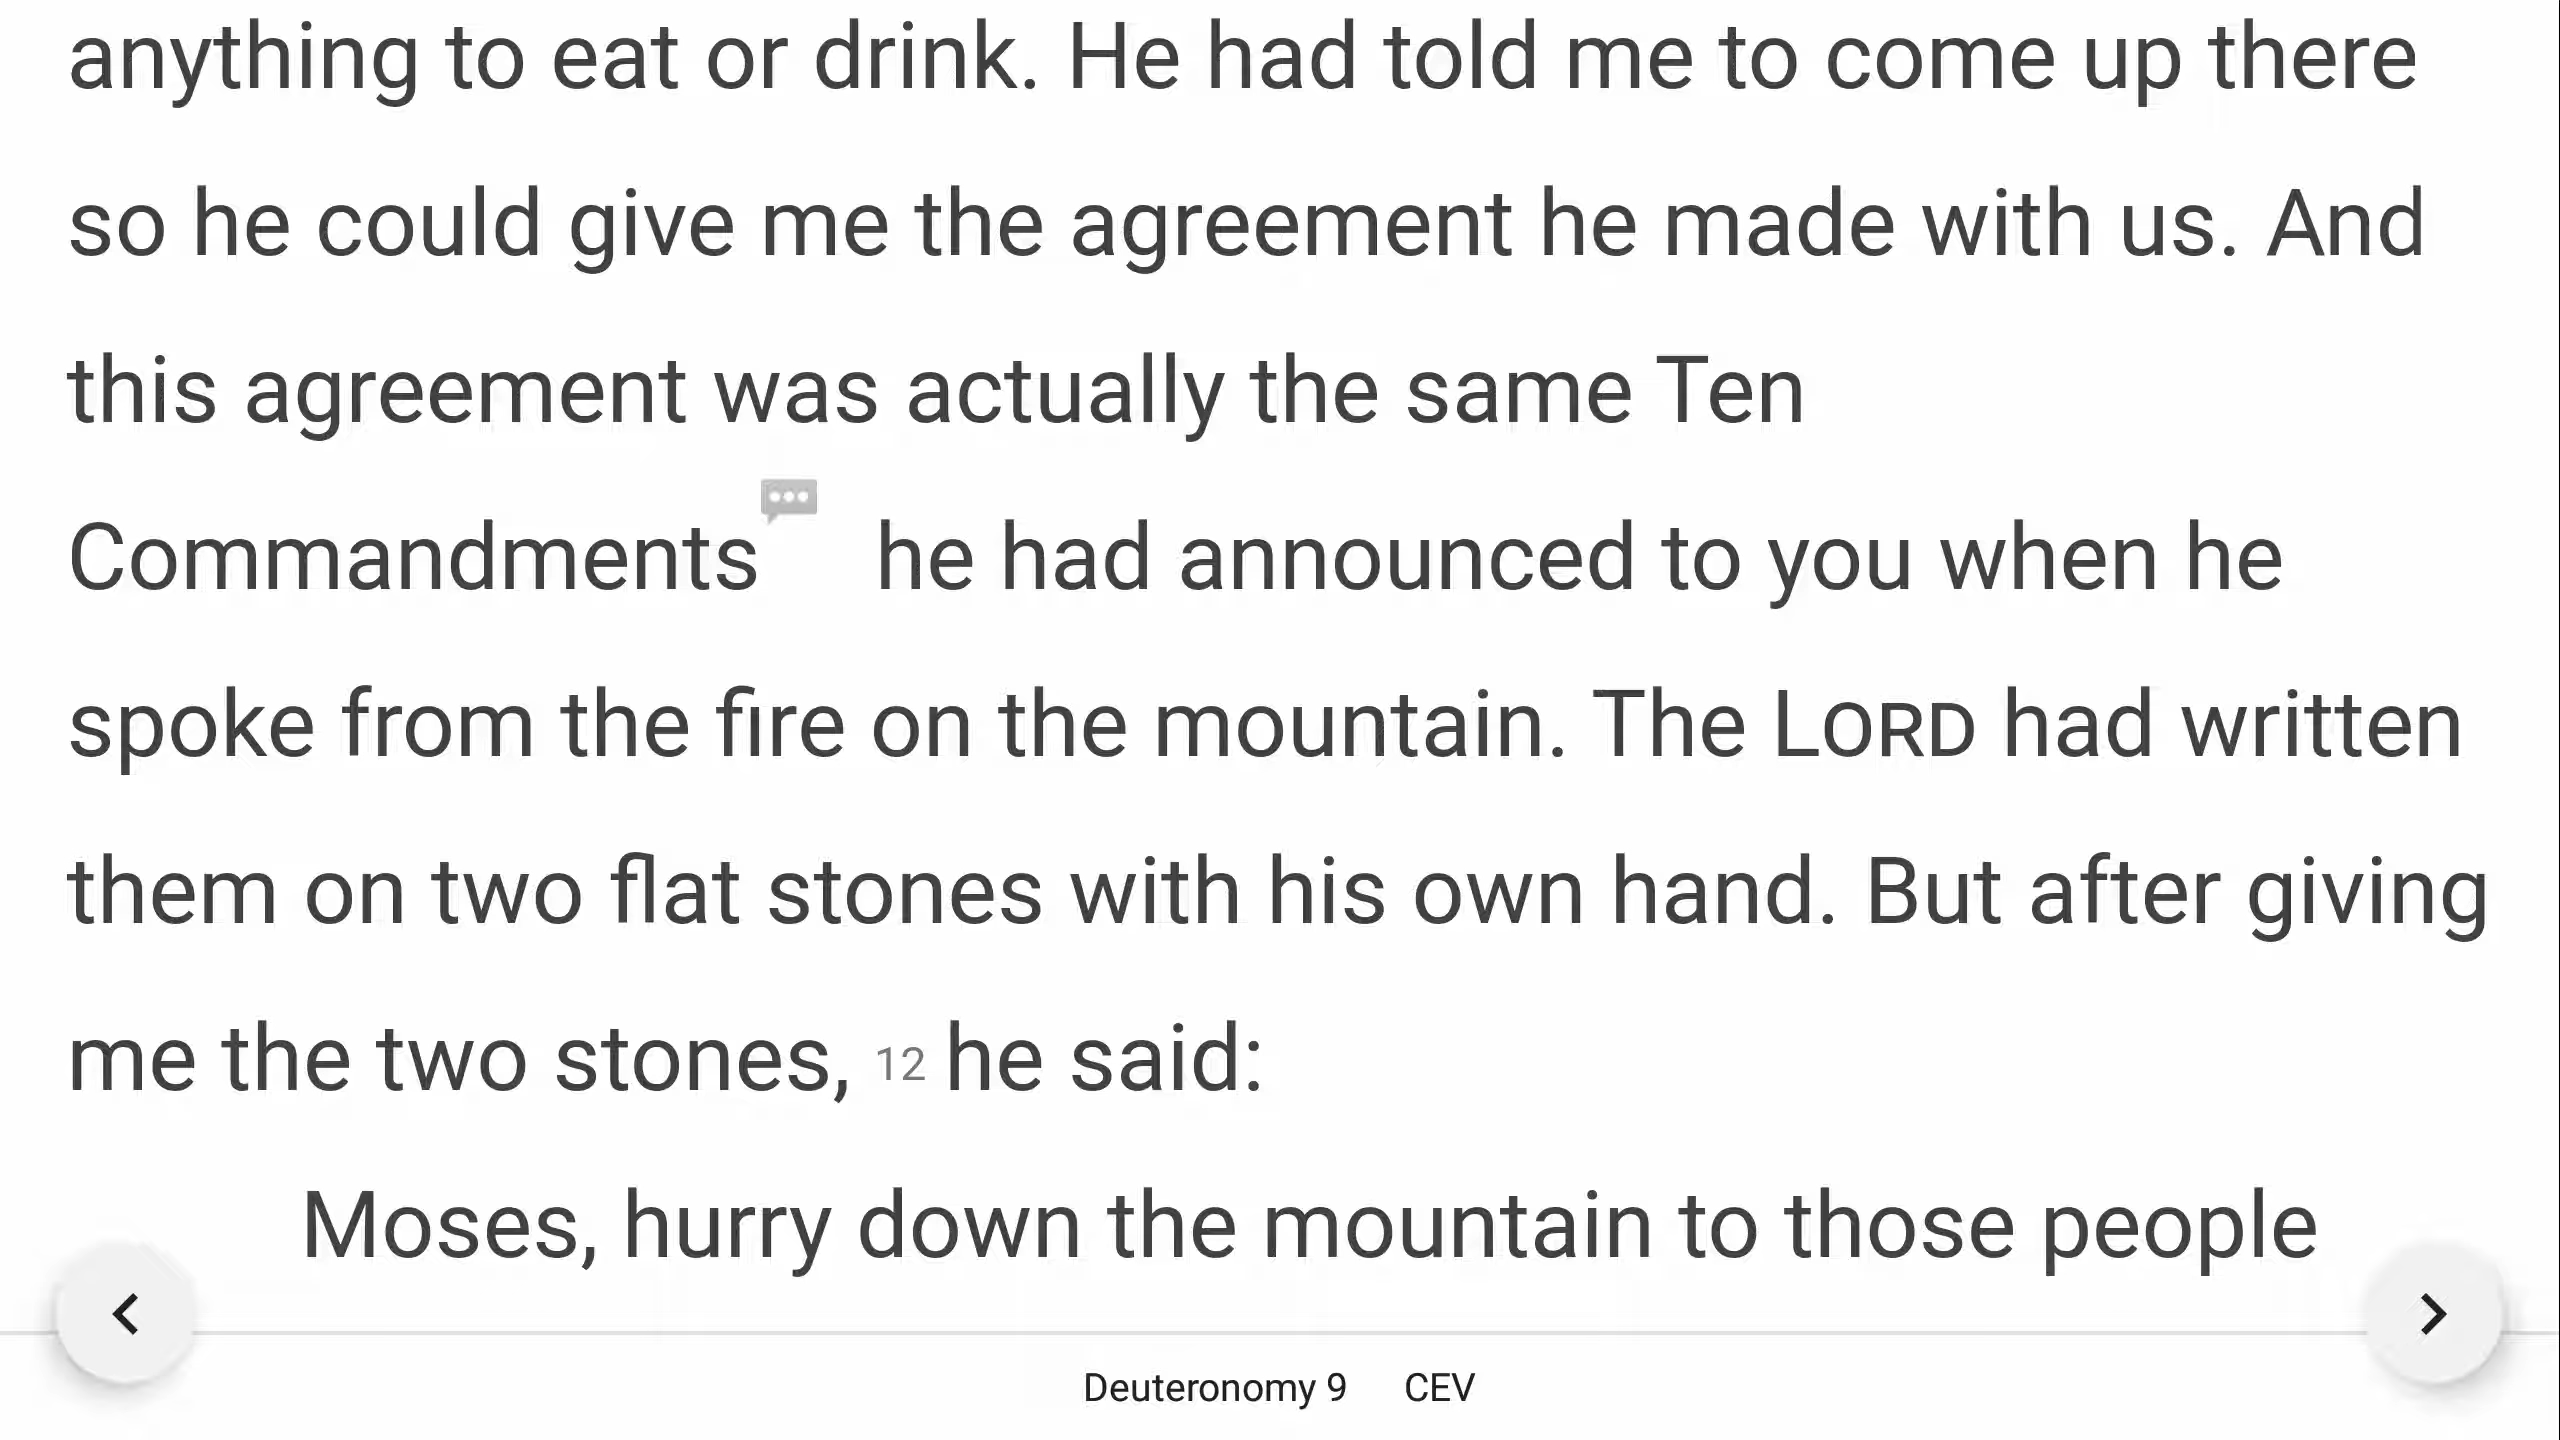 anything to eat or drink. He had told me to come up there
so he could give me the agreement he made with us. And
this agreement was actually the same Ten
Commandments he had announced to you when he
spoke from the fire on the mountain. The LORD had written
them on two flat stones with his own hand. But after giving
me the two stones, 12 he said:
Moses, hurry down the mountain to those people
Deuteronomy 9 CEV